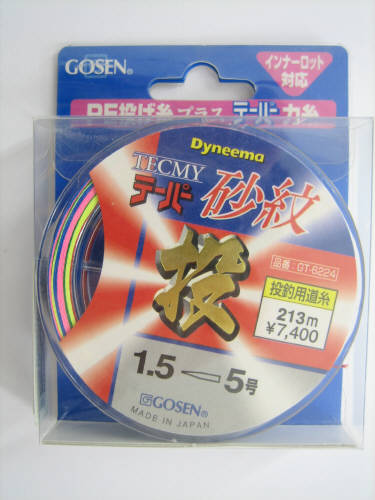 GOSEN®
インナーロット
対応
PE投げ糸プラステーパー力糸
Dyneema
TECMY
テーパー 砂紋
品番:GT-6224
投
投釣用道糸
213m
¥7,400
1.5 5号
GOSEN®
MADE IN JAPAN